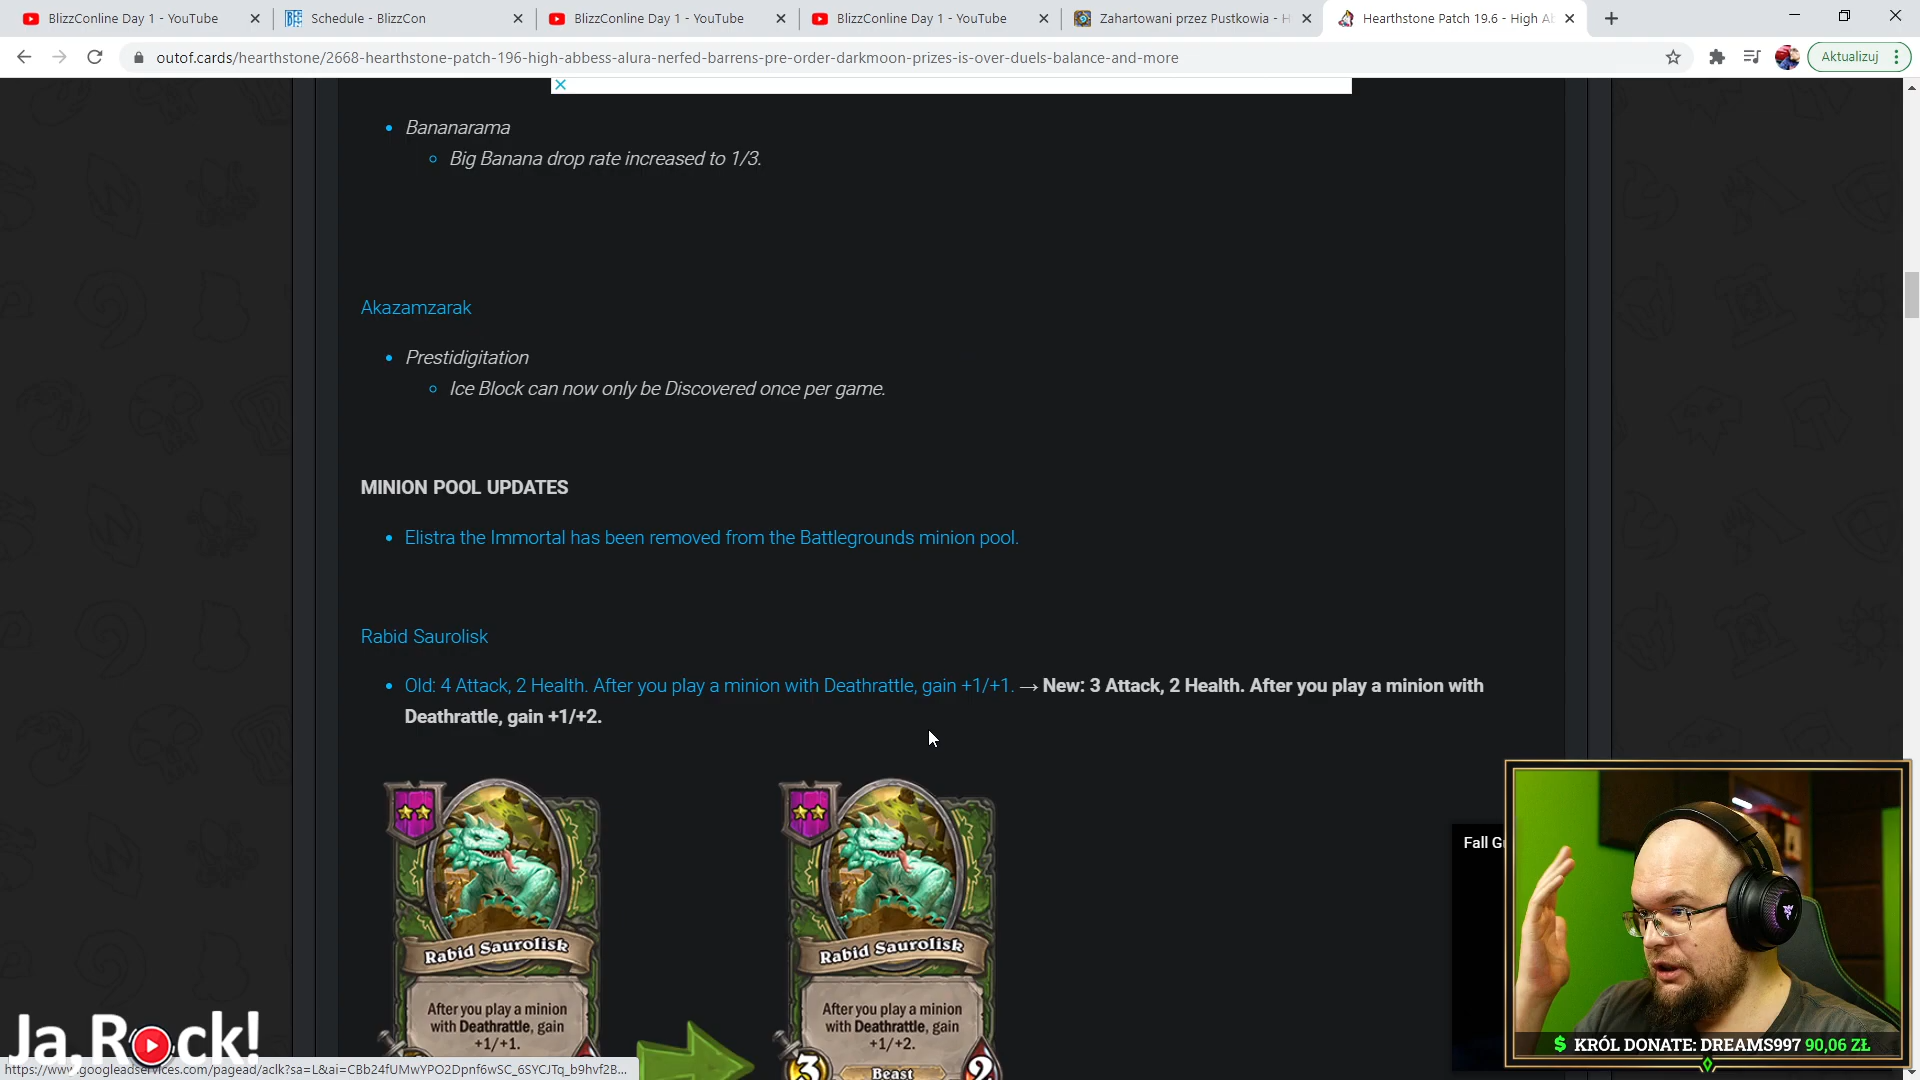 BlizzConline Day 1 - YouTube
Schedule - BlizzCon
BlizzConline Day 1 - YouTube
BlizzConline Day 1 - YouTube
Zahartowani przez Pustkowia - H
Hearthstone Patch 19.6 - High Ab
outof.cards/hearthstone/2668-hearthstone-patch-196-high-abbess-alura-nerfed-barrens-pre-order-darkmoon-prizes-is-over-duels-balance-and-more
Aktualizuj
Bananarama
Big Banana drop rate increased to 1/3.
Akazamzarak
Prestidigitation
Ice Block can now only be Discovered once per game.
MINION POOL UPDATES
Elistra the Immortal has been removed from the Battlegrounds minion pool.
Rabid Saurolisk
Old: 4 Attack, 2 Health. After you play a minion with Deathrattle, gain +1/+1. → New: 3 Attack, 2 Health. After you play a minion with
Deathrattle, gain +1/+2.
Rabid Saurolisk
After you play a minion
with Deathrattle, gain
+1/+1.
Rabid Saurolisk
After you play a minion
with Deathrattle, gain
+1/+2.
3
Beast
2
Fall G
Ja, Rock!
$ KRÓL DONATE: DREAMS997 90,06 ZŁ